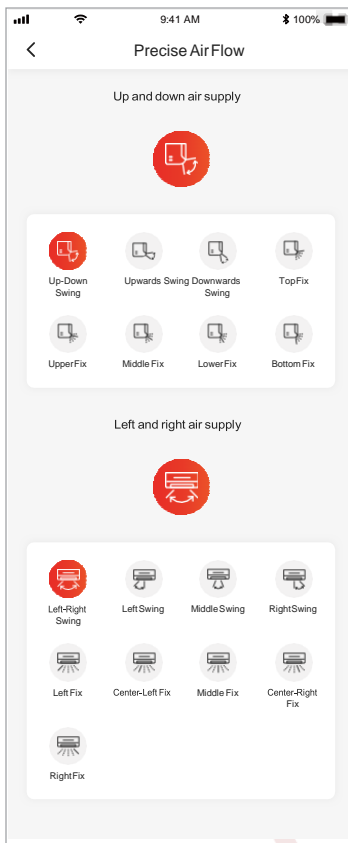 9:41 AM
100%
Precise Air Flow
Up and down air supply
Up-Down
Swing
Upwards Swing
Downwards
Swing
Top Fix
Upper Fix
Middle Fix
Lower Fix
Bottom Fix
Left and right air supply
Left-Right
Swing
Left Swing
Middle Swing
Right Swing
Left Fix
Center-Left Fix
Middle Fix
Center-Right
Fix
Right Fix